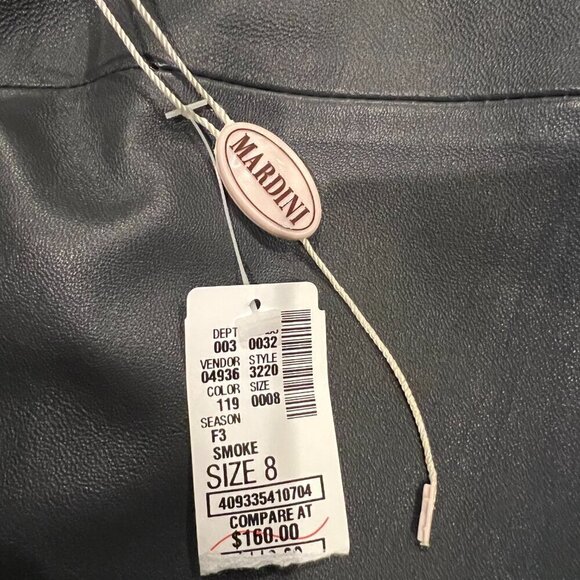 MARDINI
DEPT
003 0032
VENDOR STYLE
04936 3220
COLOR SIZE
119 0008
SEASON
F3
SMOKE
SIZE 8
409335410704
COMPARE AT
$160.00